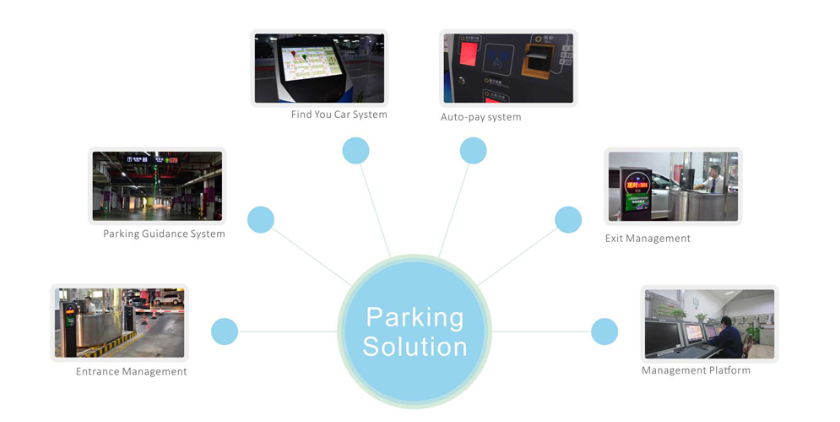 Find You Car System
Auto-pay system
Parking Guidance System
Exit Management
Parking
Solution
Entrance Management
Management Platform